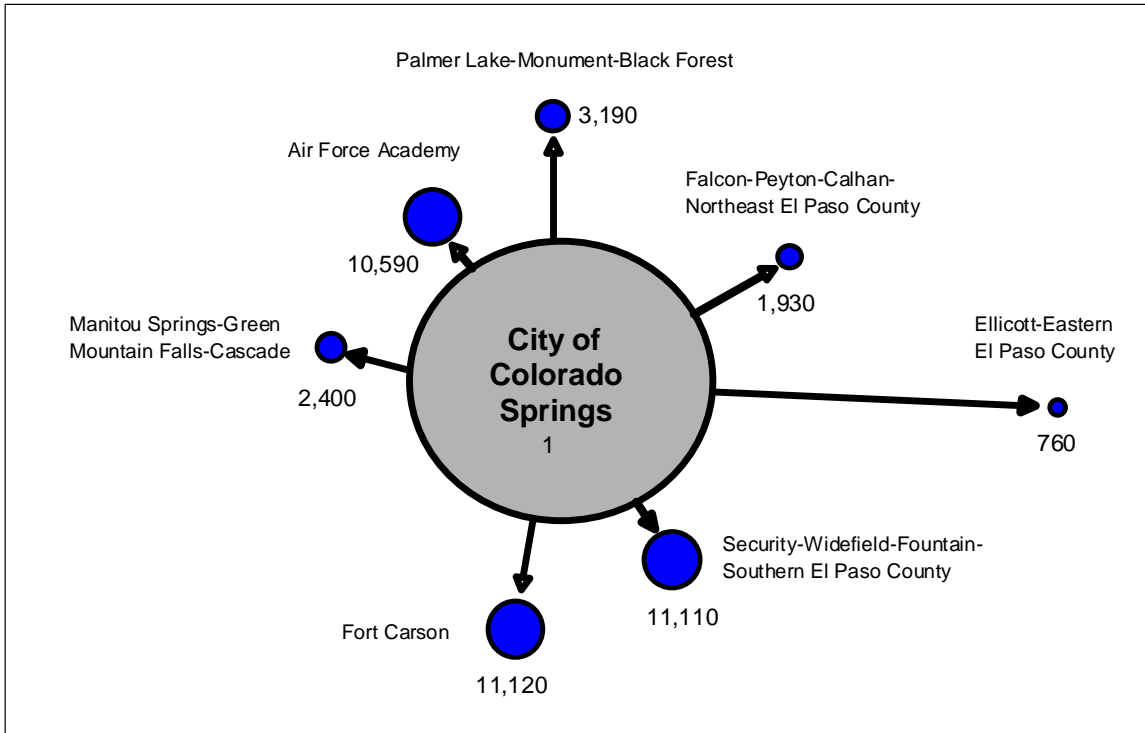 Palmer Lake-Monument-Black Forest
3,190
Air Force Academy
10,590
Falcon-Peyton-Calhan-
Northeast El Paso County
1,930
Manitou Springs-Green
Mountain Falls-Cascade
2,400
City of
Colorado
Springs
1
Ellicott-Eastern
El Paso County
760
Security-Widefield-Fountain-
Southern El Paso County
11,110
Fort Carson
11,120